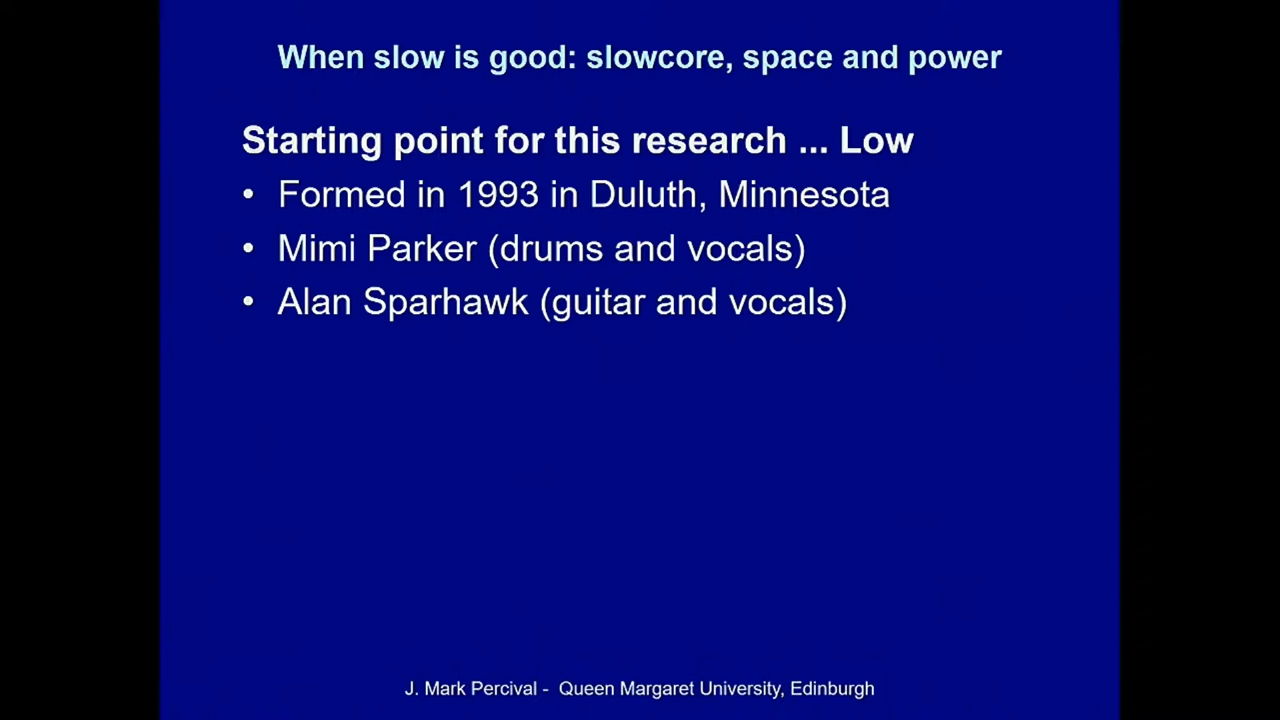 When slow is good: slowcore, space and power
Starting point for this research ... Low
• Formed in 1993 in Duluth, Minnesota
• Mimi Parker (drums and vocals)
• Alan Sparhawk (guitar and vocals)
J. Mark Percival - Queen Margaret University, Edinburgh